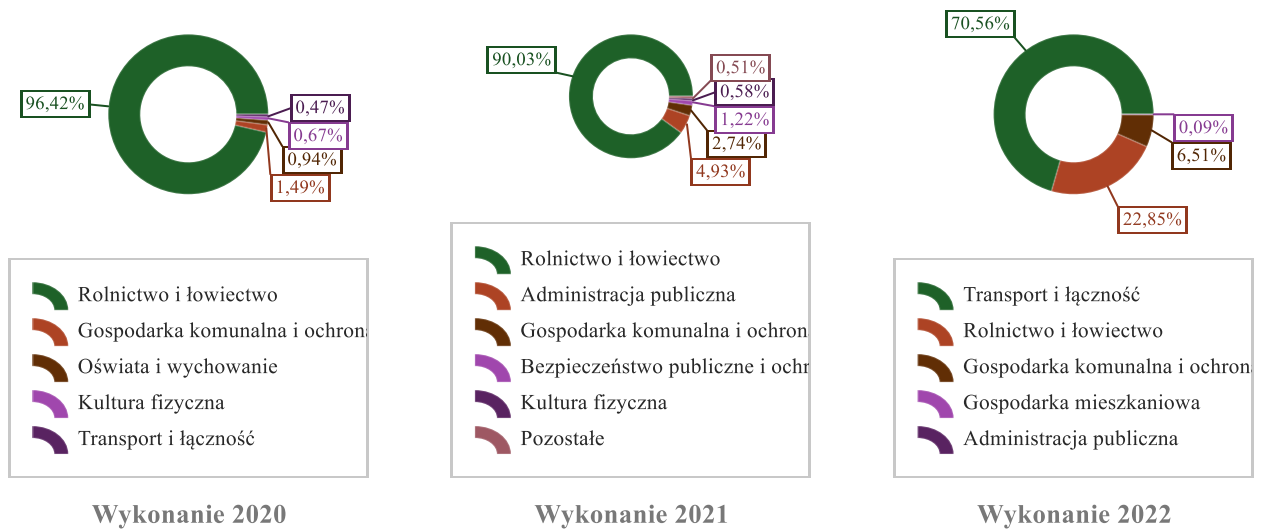 96,42%
0,47%
0,67%
0,94%
1,49%
Rolnictwo i łowiectwo
Gospodarka komunalna i ochrona
Oświata i wychowanie
Kultura fizyczna
Transport i łączność
Wykonanie 2020
90,03%
0,51%
0,58%
1,22%
2,74%
4,93%
Rolnictwo i łowiectwo
Administracja publiczna
Gospodarka komunalna i ochron
Bezpieczeństwo publiczne i ochr
Kultura fizyczna
Pozostałe
Wykonanie 2021
70,56%
0,09%
6,51%
22,85%
Transport i łączność
Rolnictwo i łowiectwo
Gospodarka komunalna i ochrona
Gospodarka mieszkaniowa
Administracja publiczna
Wykonanie 2022